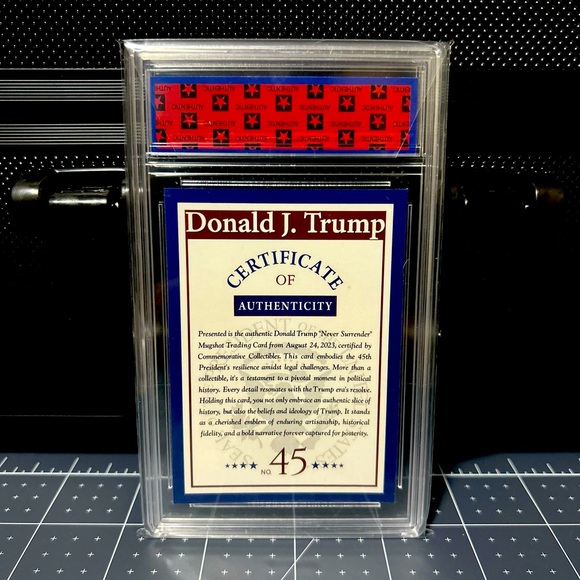 AUTHENTIC AUTHENTIC AUTHENTIC
Donald J. Trump
CERTIFICATE
OF
AUTHENTICITY
Presented is the authentic Donald Trump "Never Surrender"
Mugshot Trading Card from August 24, 2023, certified by
Commemorative Collectibles. This card embodies the 45th
President's resilience amidst legal challenges. More than a
collectible, it's a testament to a pivotal moment in political
history. Every detail resonates with the Trump era's resolve.
Holding this card, you not only embrace an authentic slice of
history, but also the beliefs and ideology of Trump. It stands
as a cherished emblem of enduring artisanship, historical
fidelity, and a bold narrative forever captured for posterity.
NO. 45